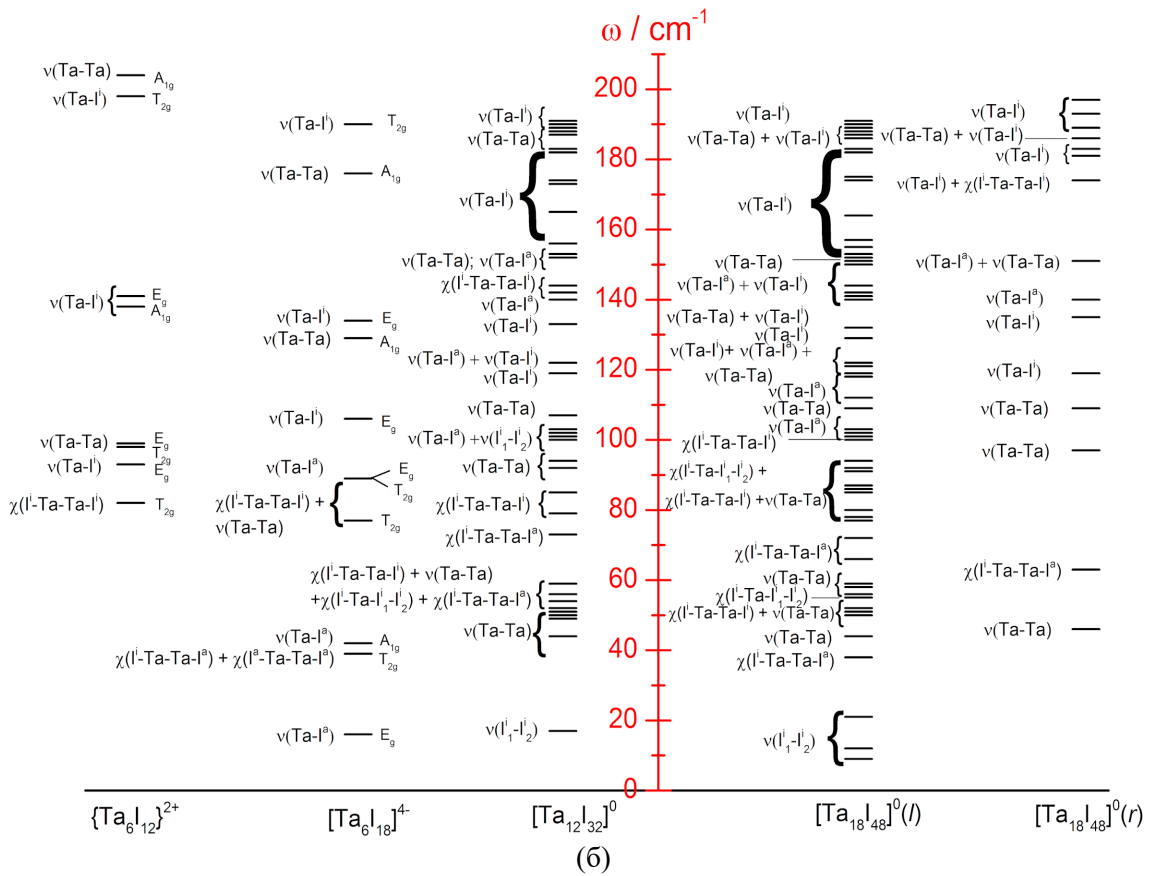 ω / cm⁻¹
200
180
160
140
120
100
80
60
40
20
0
ν(Ta-Ta) A₁g
ν(Ta-Iⁱ) T₂g
ν(Ta-Iⁱ) { Eg
A₁g
ν(Ta-Ta) Eg
T₂g
ν(Ta-Iⁱ) Eg
χ(Iⁱ-Ta-Ta-Iⁱ) T₂g
{Ta₆I₁₂}²⁺
ν(Ta-Iⁱ) T₂g
ν(Ta-Ta) A₁g
ν(Ta-Iⁱ) Eg
ν(Ta-Ta) A₁g
ν(Ta-Iⁱ) Eg
ν(Ta-Iᵃ) Eg
T₂g
χ(Iⁱ-Ta-Ta-Iⁱ) +
ν(Ta-Ta) { T₂g
ν(Ta-Iᵃ) A₁g
χ(Iⁱ-Ta-Ta-Iᵃ) + χ(Iᵃ-Ta-Ta-Iᵃ) T₂g
ν(Ta-Iᵃ) Eg
[Ta₆I₁₈]⁴⁻
ν(Ta-Iⁱ) {
ν(Ta-Ta) {
ν(Ta-Iⁱ) {
ν(Ta-Ta); ν(Ta-Iᵃ) {
χ(Iⁱ-Ta-Ta-Iⁱ) {
ν(Ta-Iᵃ)
ν(Ta-Iⁱ)
ν(Ta-Iᵃ) + ν(Ta-Iⁱ)
ν(Ta-Iⁱ)
ν(Ta-Ta)
ν(Ta-Iᵃ) +ν(Iⁱ₁-Iⁱ₂) {
ν(Ta-Ta) {
χ(Iⁱ-Ta-Ta-Iⁱ) {
χ(Iⁱ-Ta-Ta-Iᵃ)
χ(Iⁱ-Ta-Ta-Iⁱ) + ν(Ta-Ta)
+χ(Iⁱ-Ta-Iⁱ₁-Iⁱ₂) + χ(Iⁱ-Ta-Ta-Iᵃ) {
ν(Ta-Ta) {
ν(Iⁱ₁-Iⁱ₂)
[Ta₁₂I₃₂]⁰
ν(Ta-Iⁱ)
ν(Ta-Ta) + ν(Ta-Iⁱ) {
ν(Ta-Iⁱ) {
ν(Ta-Ta)
ν(Ta-Iᵃ) + ν(Ta-Iⁱ) {
ν(Ta-Ta) + ν(Ta-Iⁱ)
ν(Ta-Iⁱ)
ν(Ta-Iⁱ)+ ν(Ta-Iᵃ) +
ν(Ta-Ta) {
ν(Ta-Iᵃ) {
ν(Ta-Ta)
ν(Ta-Iᵃ) {
χ(Iⁱ-Ta-Ta-Iⁱ)
χ(Iⁱ-Ta-Iⁱ₁-Iⁱ₂) +
χ(Iⁱ-Ta-Ta-Iⁱ) +ν(Ta-Ta) {
χ(Iⁱ-Ta-Ta-Iᵃ) {
ν(Ta-Ta) {
χ(Iⁱ-Ta-Iⁱ₁-Iⁱ₂)
χ(Iⁱ-Ta-Ta-Iⁱ) + ν(Ta-Ta) {
ν(Ta-Ta)
χ(Iⁱ-Ta-Ta-Iᵃ)
ν(Iⁱ₁-Iⁱ₂) {
[Ta₁₈I₄₈]⁰(l)
ν(Ta-Iⁱ) {
ν(Ta-Ta) + ν(Ta-Iⁱ)
ν(Ta-Iⁱ) {
ν(Ta-Iⁱ) + χ(Iⁱ-Ta-Ta-Iⁱ)
ν(Ta-Iᵃ) + ν(Ta-Ta)
ν(Ta-Iᵃ)
ν(Ta-Iⁱ)
ν(Ta-Iⁱ)
ν(Ta-Ta)
ν(Ta-Ta)
χ(Iⁱ-Ta-Ta-Iᵃ)
ν(Ta-Ta)
[Ta₁₈I₄₈]⁰(r)
(б)